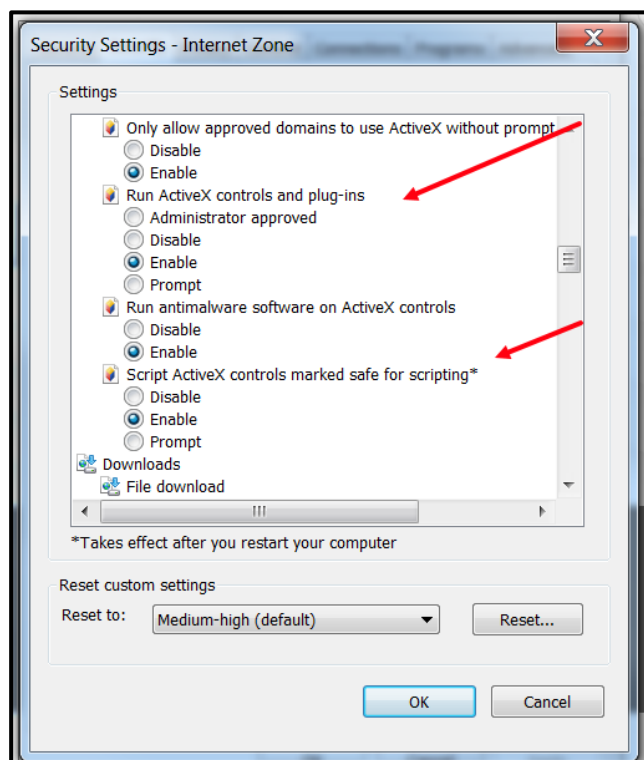 Security Settings - Internet Zone
Settings
Only allow approved domains to use ActiveX without prompt
Disable
Enable
Run ActiveX controls and plug-ins
Administrator approved
Disable
Enable
Prompt
Run antimalware software on ActiveX controls
Disable
Enable
Script ActiveX controls marked safe for scripting*
Disable
Enable
Prompt
Downloads
File download
*Takes effect after you restart your computer
Reset custom settings
Reset to: Medium-high (default) Reset...
OK Cancel